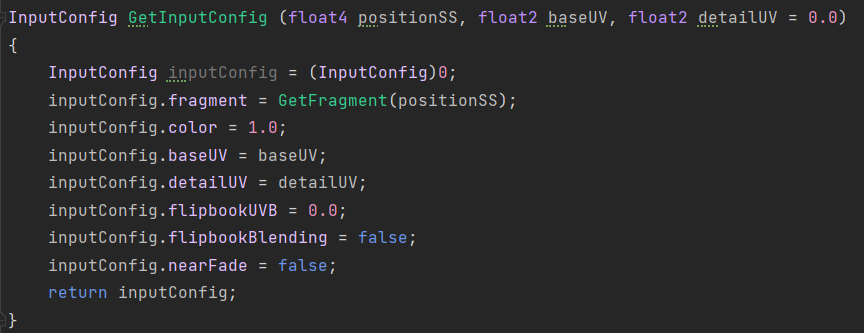 InputConfig GetInputConfig (float4 positionSS, float2 baseUV, float2 detailUV = 0.0)
{
    InputConfig inputConfig = (InputConfig)0;
    inputConfig.fragment = GetFragment(positionSS);
    inputConfig.color = 1.0;
    inputConfig.baseUV = baseUV;
    inputConfig.detailUV = detailUV;
    inputConfig.flipbookUVB = 0.0;
    inputConfig.flipbookBlending = false;
    inputConfig.nearFade = false;
    return inputConfig;
}